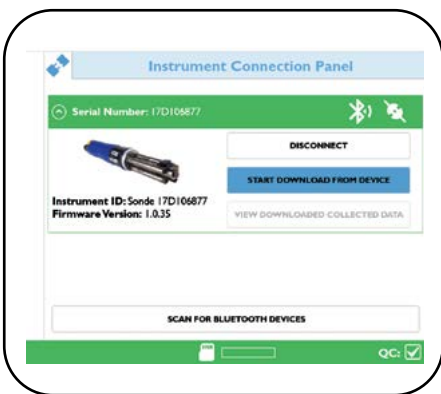 Instrument Connection Panel
Serial Number: 17D106877
DISCONNECT
START DOWNLOAD FROM DEVICE
Instrument ID: Sonde 17D106877
Firmware Version: 1.0.35
VIEW DOWNLOADED COLLECTED DATA
SCAN FOR BLUETOOTH DEVICES
QC: